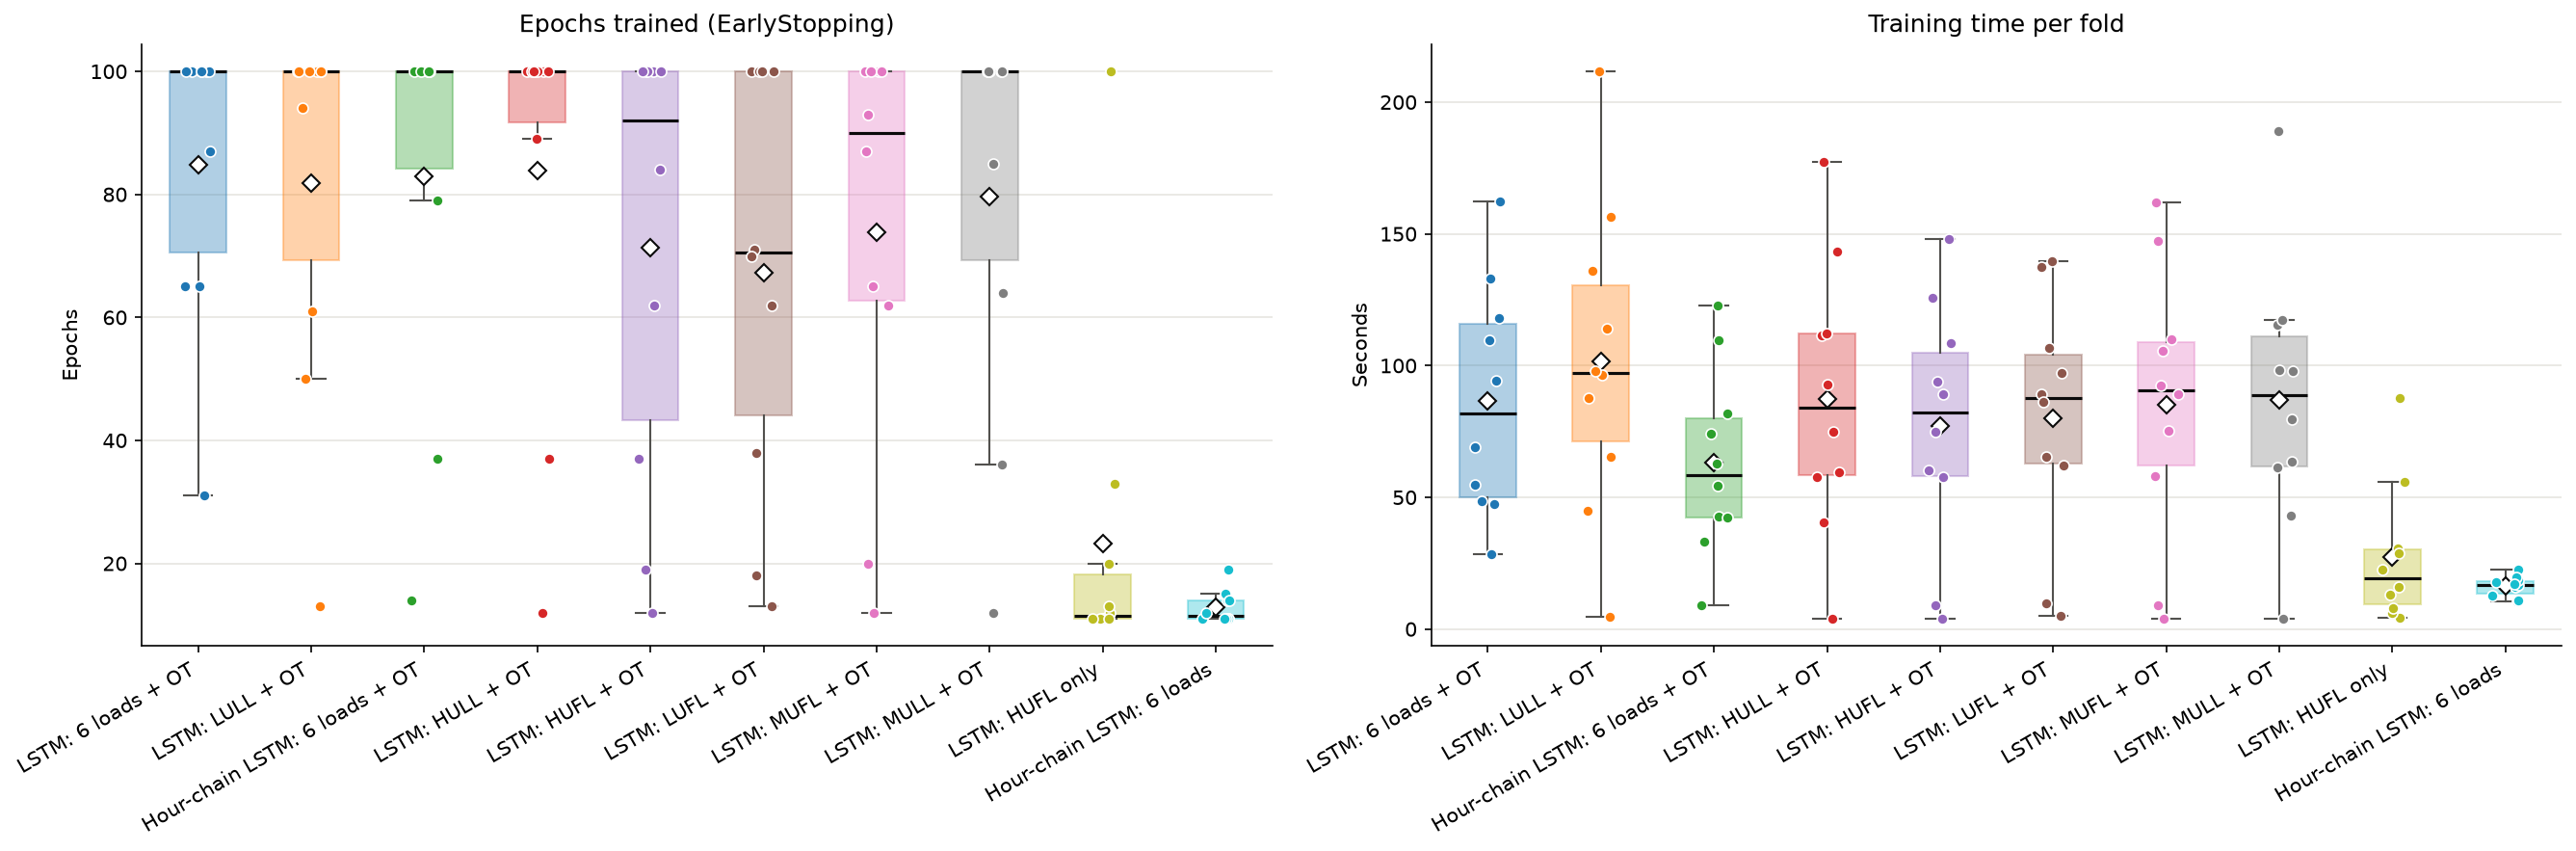 Epochs trained (EarlyStopping)
Epochs
100
80
60
40
20
LSTM: 6 loads + OT
LSTM: LULL + OT
Hour-chain LSTM: 6 loads + OT
LSTM: HULL + OT
LSTM: HUFL + OT
LSTM: LUFL + OT
LSTM: MUFL + OT
LSTM: MULL + OT
LSTM: HUFL only
Hour-chain LSTM: 6 loads
Training time per fold
Seconds
200
150
100
50
0
LSTM: 6 loads + OT
LSTM: LULL + OT
Hour-chain LSTM: 6 loads + OT
LSTM: HULL + OT
LSTM: HUFL + OT
LSTM: LUFL + OT
LSTM: MUFL + OT
LSTM: MULL + OT
LSTM: HUFL only
Hour-chain LSTM: 6 loads